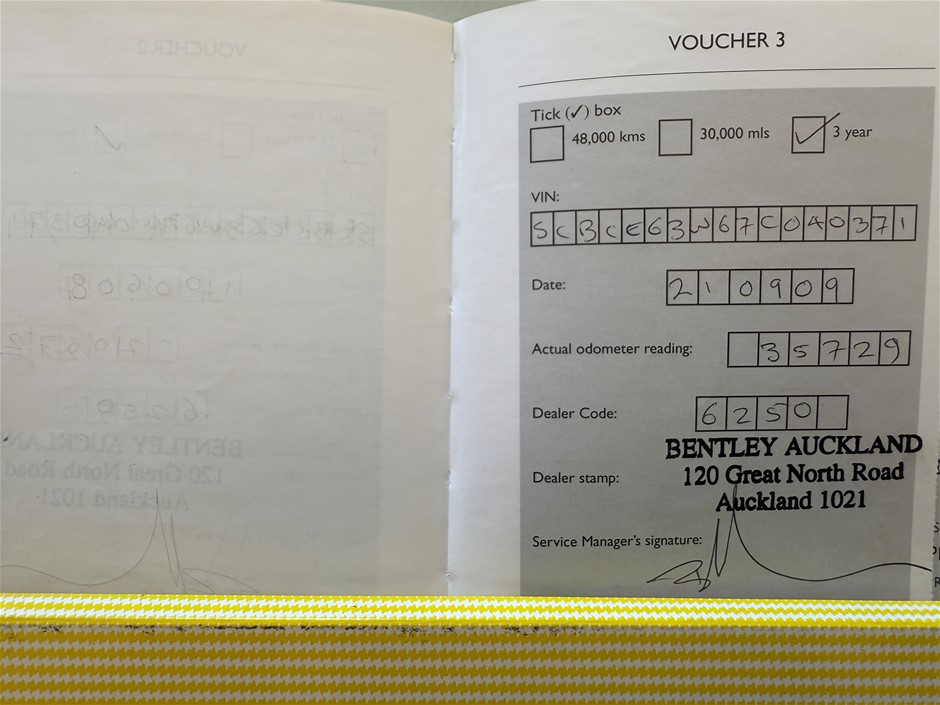 VOUCHER 3
Tick (✓) box
48,000 kms 30,000 mls ✓ 3 year
VIN:
SCBCE63W67C040371
Date: 210909
Actual odometer reading: 35729
Dealer Code: 6250
BENTLEY AUCKLAND
Dealer stamp: 120 Great North Road
Auckland 1021
Service Manager's signature: